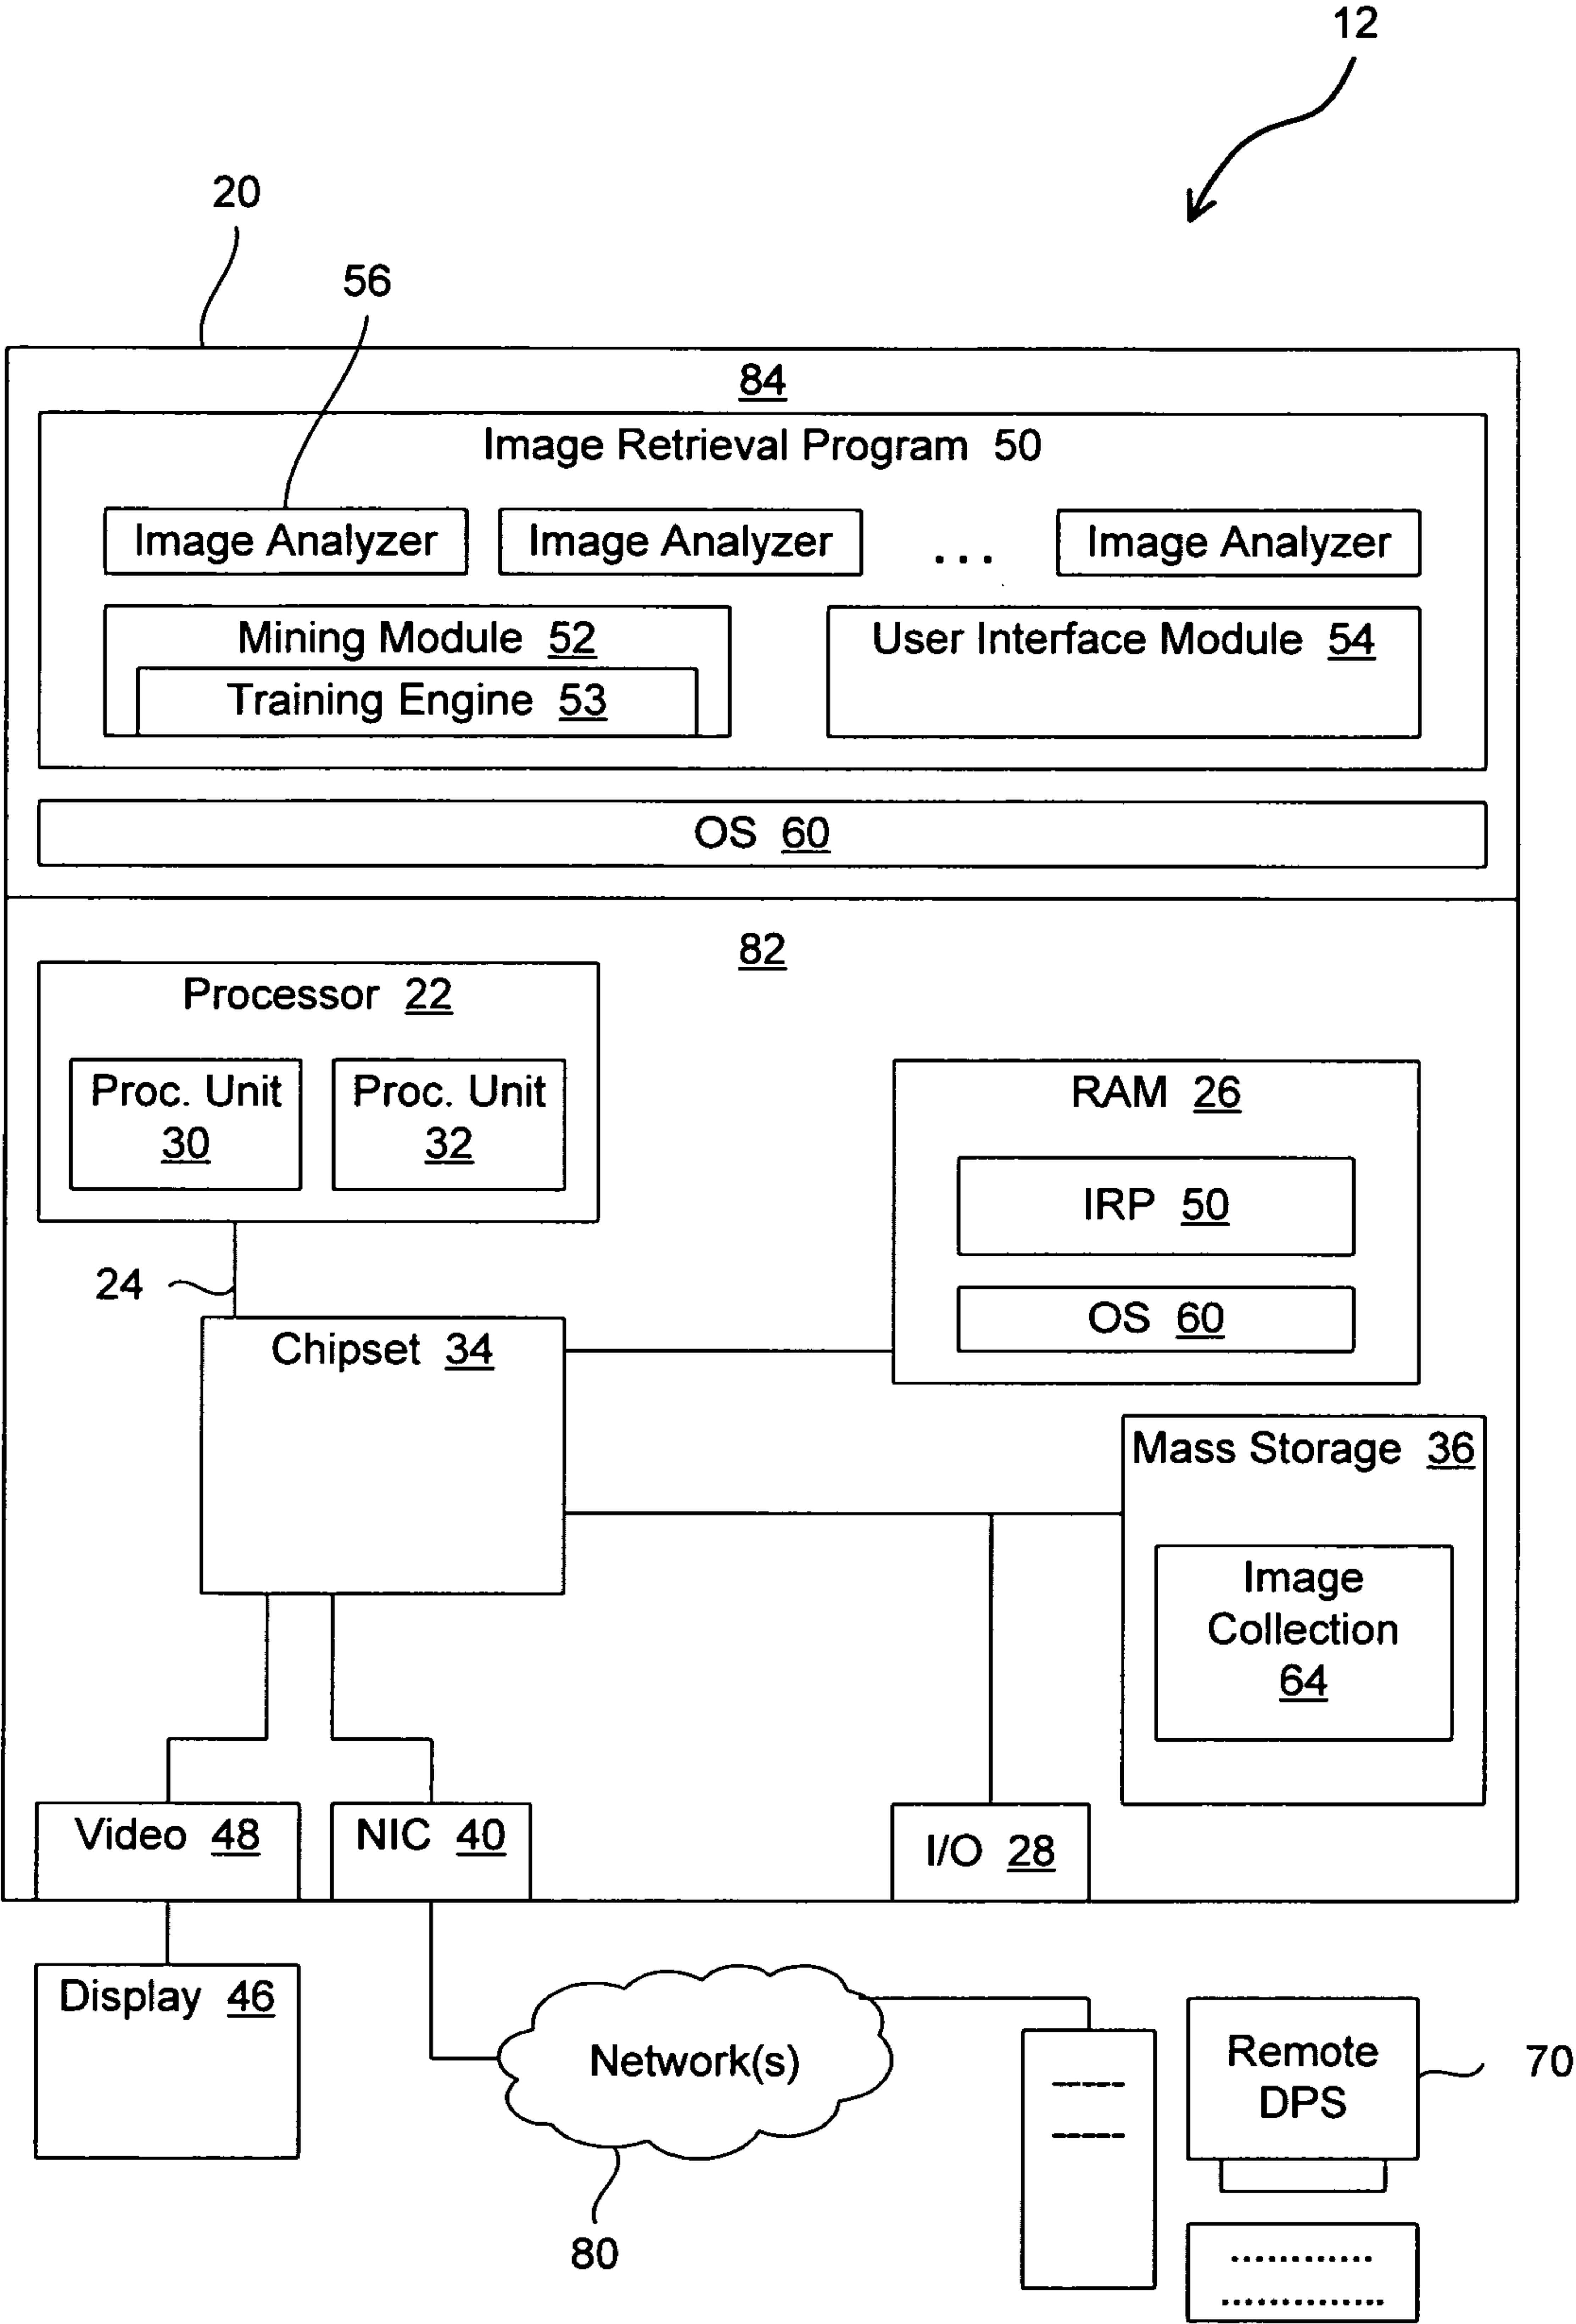 12
20
56
84
Image Retrieval Program 50
Image Analyzer
Image Analyzer
...
Image Analyzer
Mining Module 52
Training Engine 53
User Interface Module 54
OS 60
82
Processor 22
Proc. Unit
30
Proc. Unit
32
RAM 26
IRP 50
OS 60
24
Chipset 34
Mass Storage 36
Image
Collection
64
Video 48
NIC 40
I/O 28
Display 46
Network(s)
Remote
DPS
70
80